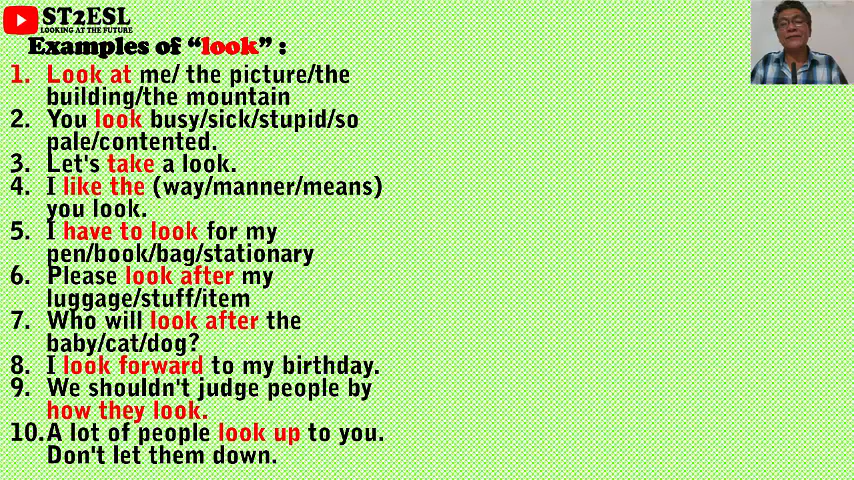 ST2ESL
LOOKING AT THE FUTURE
Examples of “look” :
1. Look at me/ the picture/the
building/the mountain
2. You look busy/sick/stupid/so
pale/contented.
3. Let's take a look.
4. I like the (way/manner/means)
you look.
5. I have to look for my
pen/book/bag/stationary
6. Please look after my
luggage/stuff/item
7. Who will look after the
baby/cat/dog?
8. I look forward to my birthday.
9. We shouldn't judge people by
how they look.
10. A lot of people look up to you.
Don't let them down.